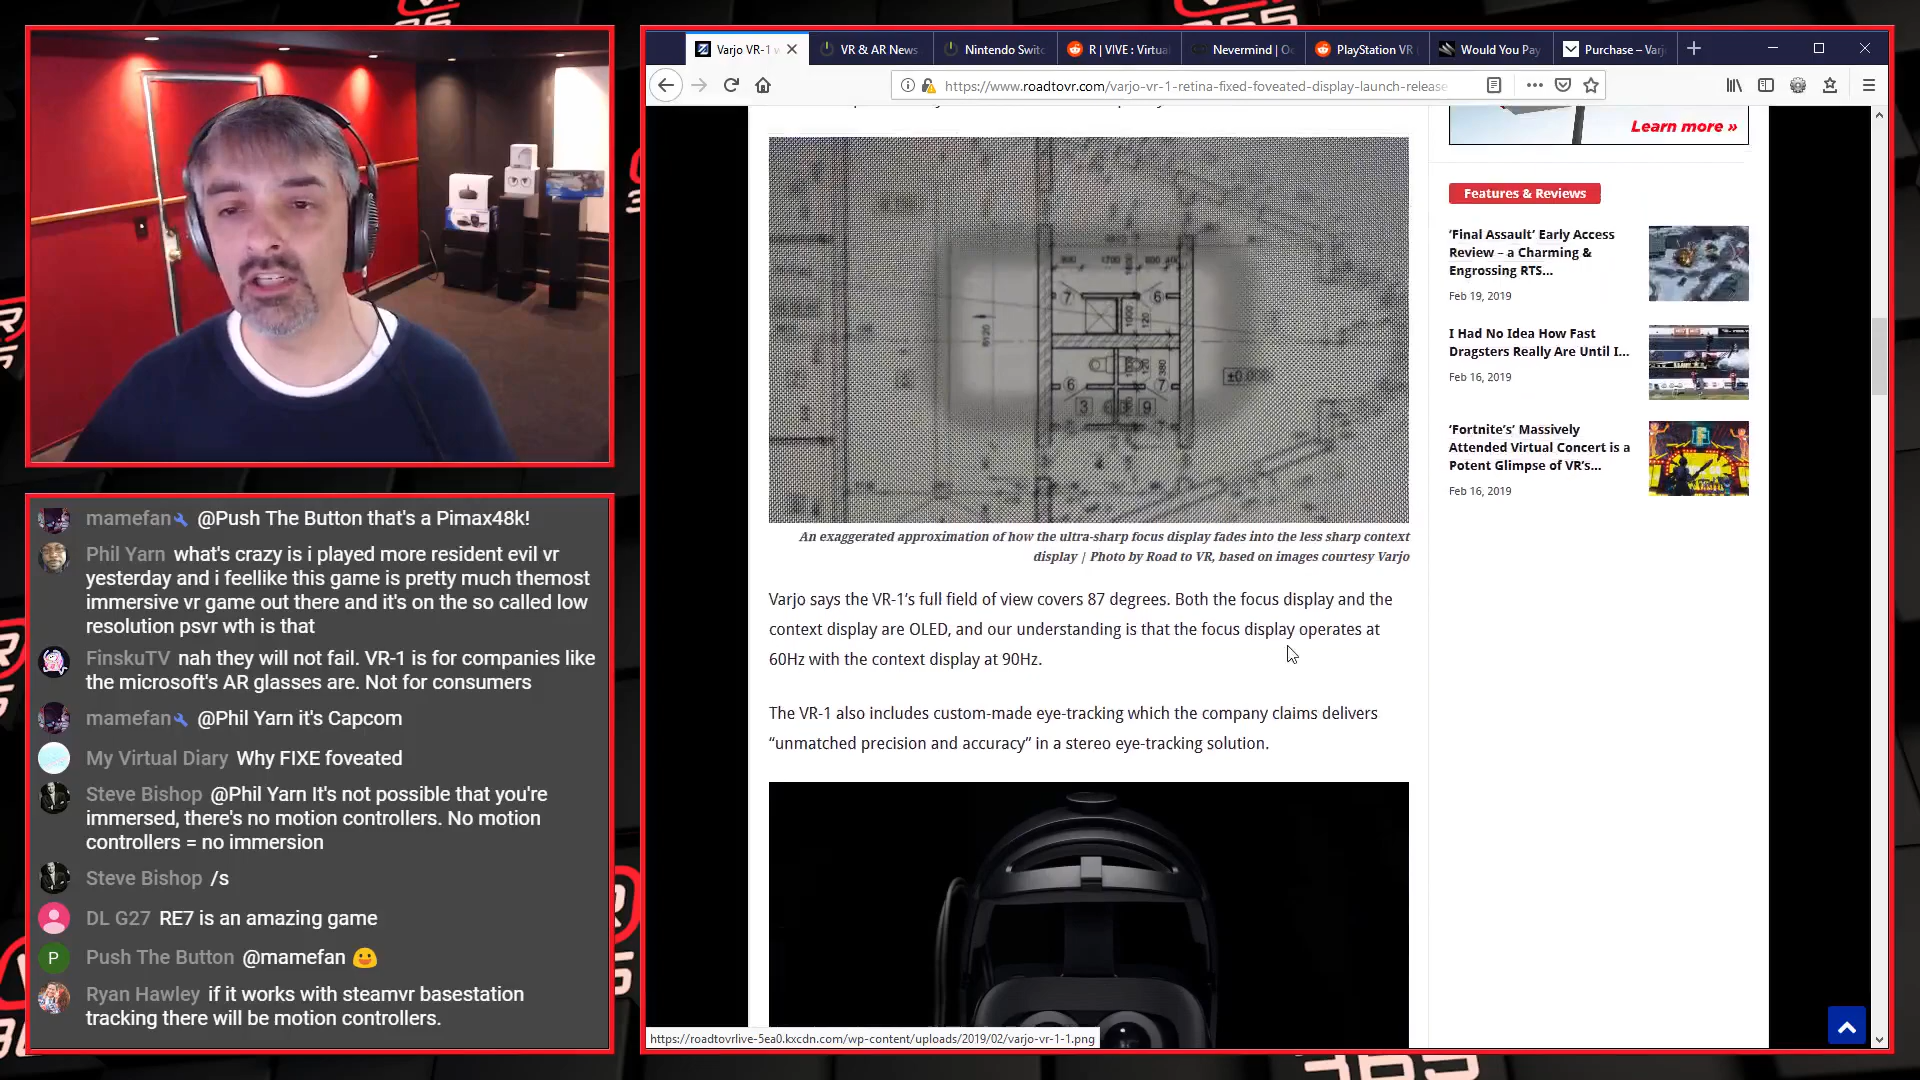 Varjo VR-1 w
VR & AR News
Nintendo Switc
R | VIVE : Virtual
Nevermind | Oc
PlayStation VR
Would You Pay
Purchase – Varj
https://www.roadtovr.com/varjo-vr-1-retina-fixed-foveated-display-launch-release
Learn more »
Features & Reviews
‘Final Assault’ Early Access
Review – a Charming &
Engrossing RTS...
Feb 19, 2019
I Had No Idea How Fast
Dragsters Really Are Until I...
Feb 16, 2019
‘Fortnite’s’ Massively
Attended Virtual Concert is a
Potent Glimpse of VR’s...
Feb 16, 2019
An exaggerated approximation of how the ultra-sharp focus display fades into the less sharp context
display | Photo by Road to VR, based on images courtesy Varjo
Varjo says the VR-1’s full field of view covers 87 degrees. Both the focus display and the
context display are OLED, and our understanding is that the focus display operates at
60Hz with the context display at 90Hz.
The VR-1 also includes custom-made eye-tracking which the company claims delivers
“unmatched precision and accuracy” in a stereo eye-tracking solution.
https://roadtovrlive-5ea0.kxcdn.com/wp-content/uploads/2019/02/varjo-vr-1-1.png
mamefan @Push The Button that's a Pimax48k!
Phil Yarn what's crazy is i played more resident evil vr
yesterday and i feellike this game is pretty much themost
immersive vr game out there and it's on the so called low
resolution psvr wth is that
FinskuTV nah they will not fail. VR-1 is for companies like
the microsoft's AR glasses are. Not for consumers
mamefan @Phil Yarn it's Capcom
My Virtual Diary Why FIXE foveated
Steve Bishop @Phil Yarn It's not possible that you're
immersed, there's no motion controllers. No motion
controllers = no immersion
Steve Bishop /s
DL G27 RE7 is an amazing game
P
Push The Button @mamefan 😀
Ryan Hawley if it works with steamvr basestation
tracking there will be motion controllers.